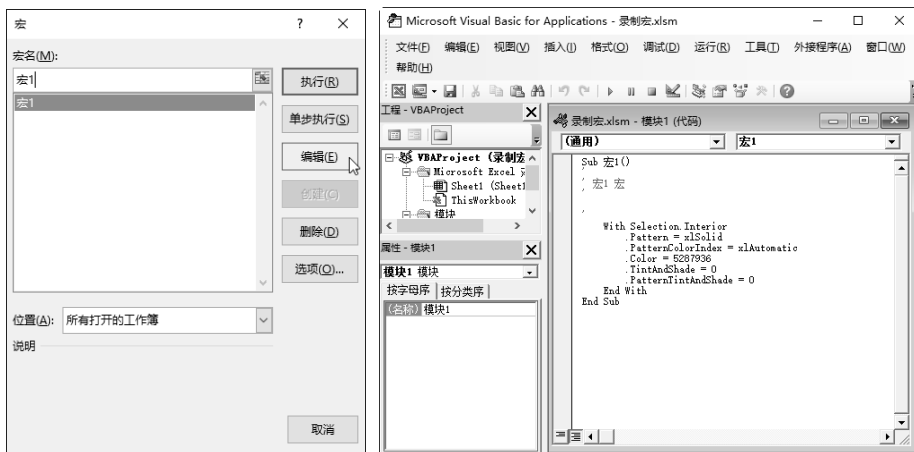 宏
?
宏名(M):
宏1
执行(R)
宏1
单步执行(S)
编辑(E)
创建(C)
删除(D)
选项(O)...
位置(A):
所有打开的工作簿
说明
取消
Microsoft Visual Basic for Applications - 录制宏.xlsm
文件(F) 编辑(E) 视图(V) 插入(I) 格式(O) 调试(D) 运行(R) 工具(T) 外接程序(A) 窗口(W)
帮助(H)
工程 - VBAProject
VBAProject (录制宏
Microsoft Excel
Sheet1 (Sheet1
ThisWorkbook
模块
属性 - 模块1
模块1 模块
按字母序 按分类序
(名称) 模块1
录制宏.xlsm - 模块1 (代码)
(通用)
宏1
Sub 宏1()
'
' 宏1 宏
'
'
With Selection.Interior
.Pattern = xlSolid
.PatternColorIndex = xlAutomatic
.Color = 5287936
.TintAndShade = 0
.PatternTintAndShade = 0
End With
End Sub